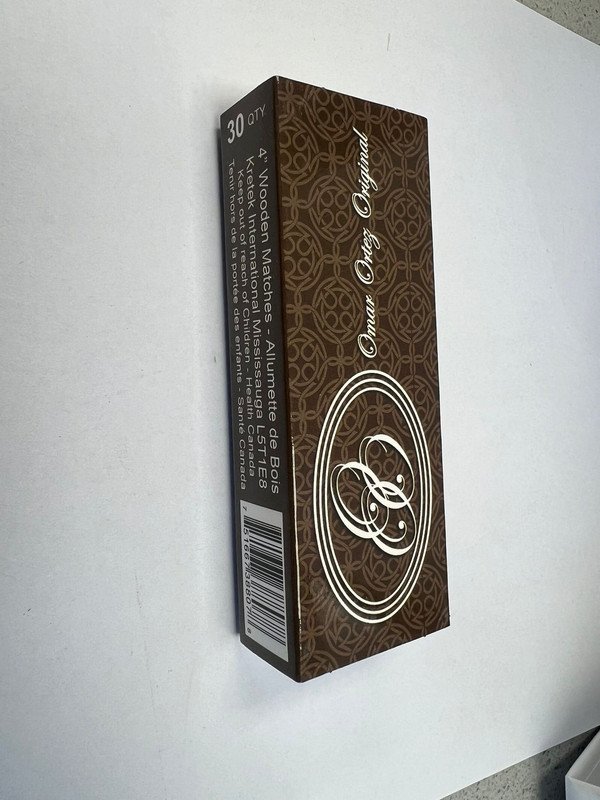 Omar Ortez Original
OO
30 QTY
4" Wooden Matches - Allumette de Bois
Kretek International Mississauga L5T1E8
Keep out of reach of Children - Health Canada
Tenir hors de la portée des enfants - Santé Canada